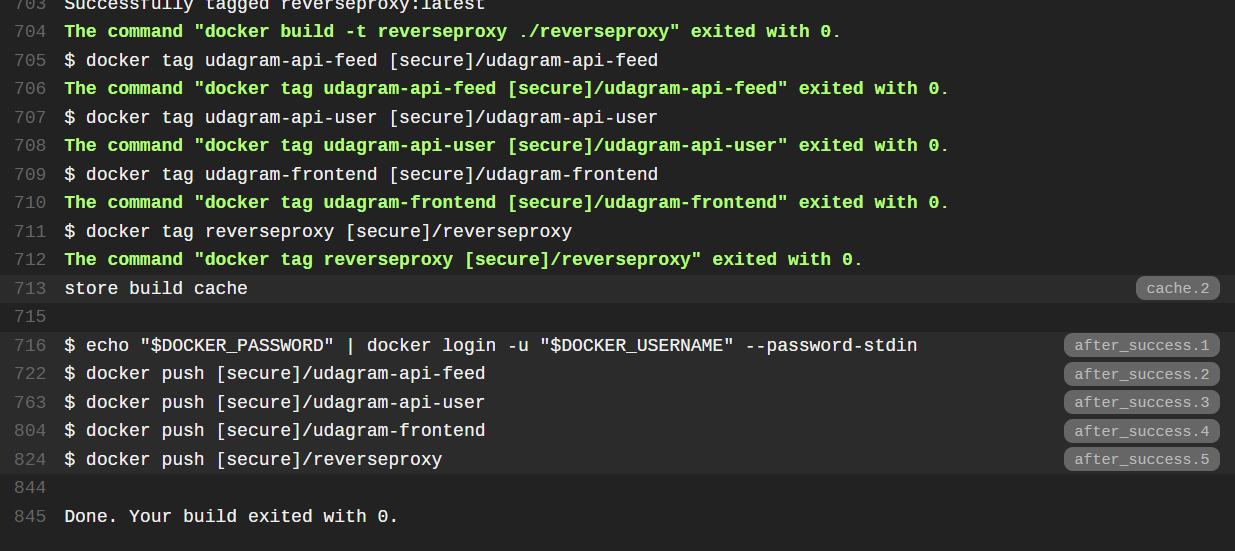 703 Successfully tagged reverseproxy:latest
704 The command "docker build -t reverseproxy ./reverseproxy" exited with 0.
705 $ docker tag udagram-api-feed [secure]/udagram-api-feed
706 The command "docker tag udagram-api-feed [secure]/udagram-api-feed" exited with 0.
707 $ docker tag udagram-api-user [secure]/udagram-api-user
708 The command "docker tag udagram-api-user [secure]/udagram-api-user" exited with 0.
709 $ docker tag udagram-frontend [secure]/udagram-frontend
710 The command "docker tag udagram-frontend [secure]/udagram-frontend" exited with 0.
711 $ docker tag reverseproxy [secure]/reverseproxy
712 The command "docker tag reverseproxy [secure]/reverseproxy" exited with 0.
713 store build cache cache.2
715
716 $ echo "$DOCKER_PASSWORD" | docker login -u "$DOCKER_USERNAME" --password-stdin after_success.1
722 $ docker push [secure]/udagram-api-feed after_success.2
763 $ docker push [secure]/udagram-api-user after_success.3
804 $ docker push [secure]/udagram-frontend after_success.4
824 $ docker push [secure]/reverseproxy after_success.5
844
845 Done. Your build exited with 0.